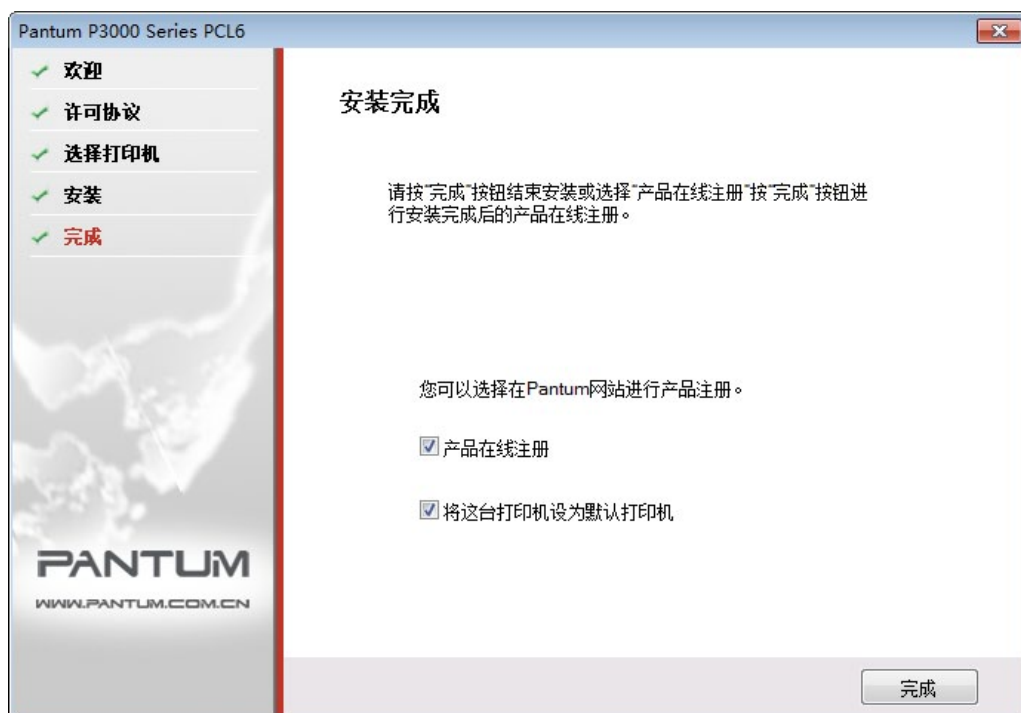 Pantum P3000 Series PCL6
欢迎
许可协议
选择打印机
安装
完成
PANTUM
WWW.PANTUM.COM.CN
安装完成
请按"完成"按钮结束安装或选择"产品在线注册"按"完成"按钮进
行安装完成后的产品在线注册。
您可以选择在Pantum网站进行产品注册。
产品在线注册
将这台打印机设为默认打印机
完成